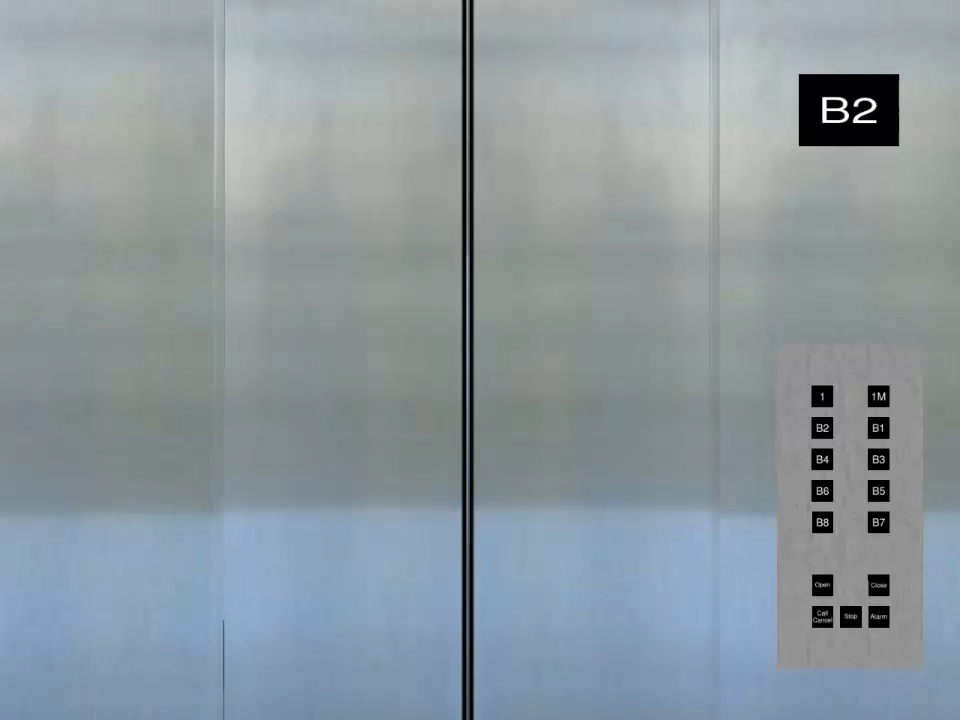 B2
1 1M
B2 B1
B4 B3
B6 B5
B8 B7
Open Close
Call
Cancel Stop Alarm